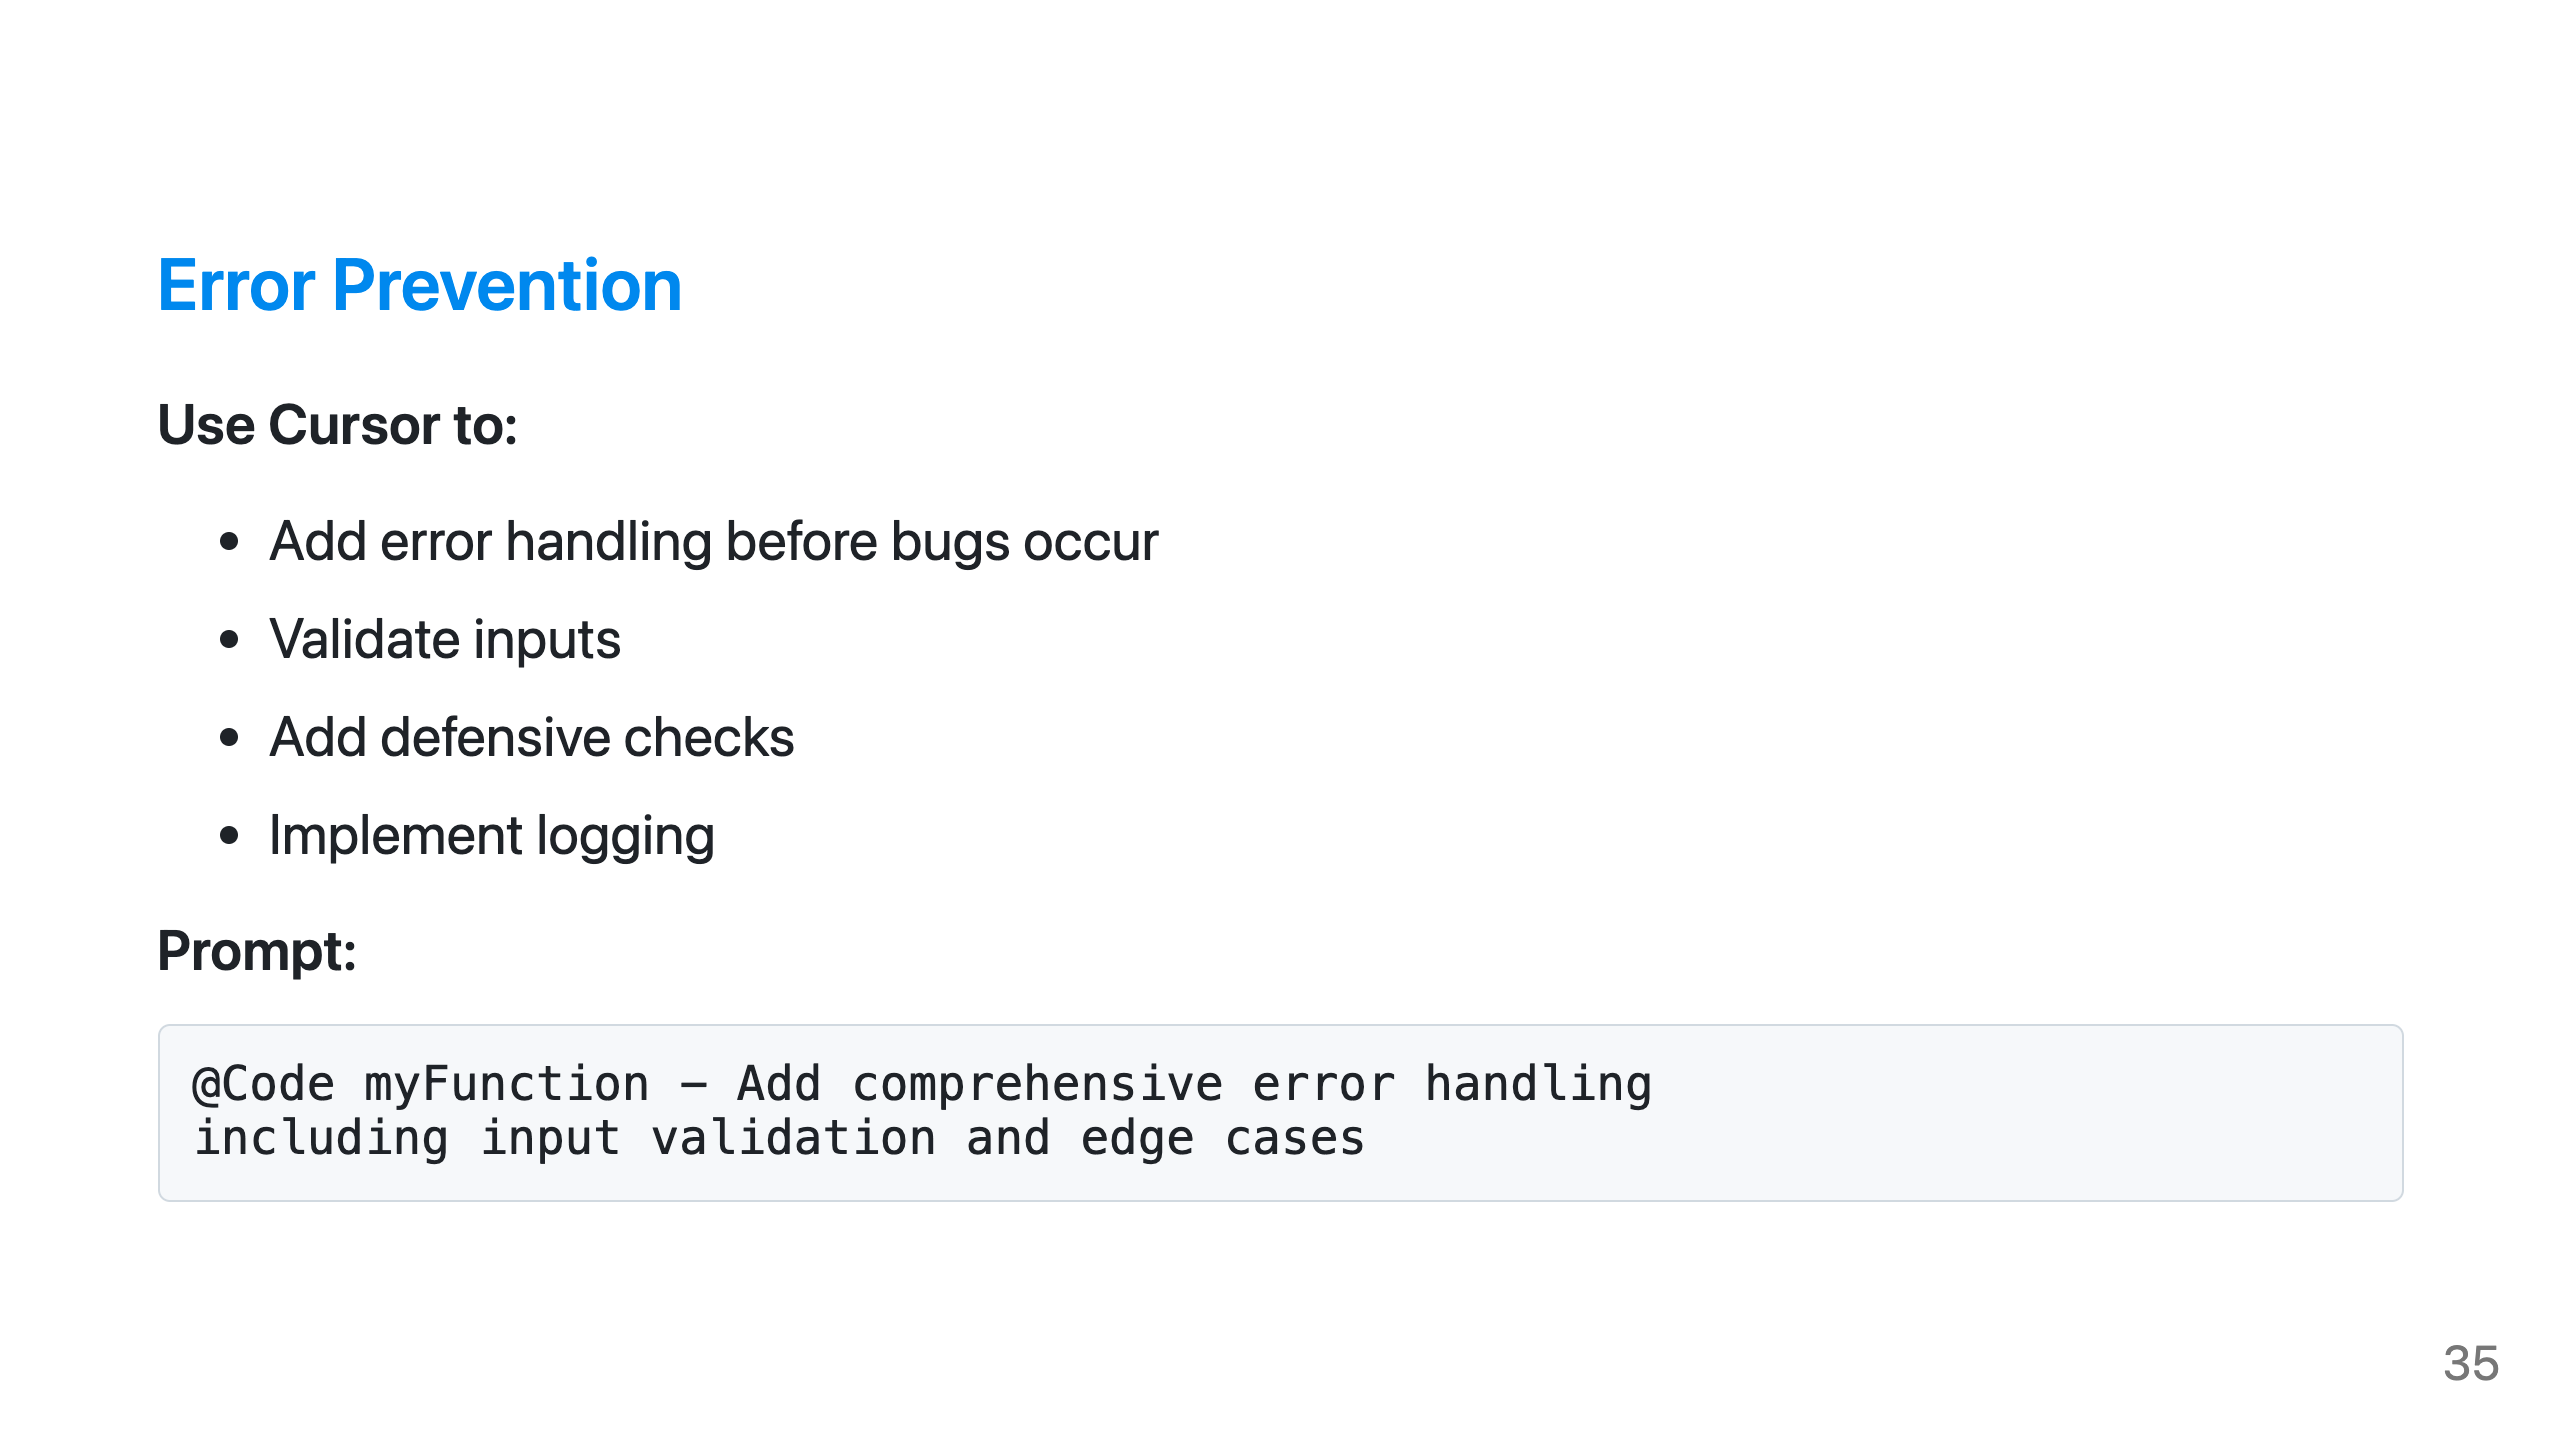 Error Prevention
Use Cursor to:
• Add error handling before bugs occur
• Validate inputs
• Add defensive checks
• Implement logging
Prompt:
@Code myFunction – Add comprehensive error handling
including input validation and edge cases
35